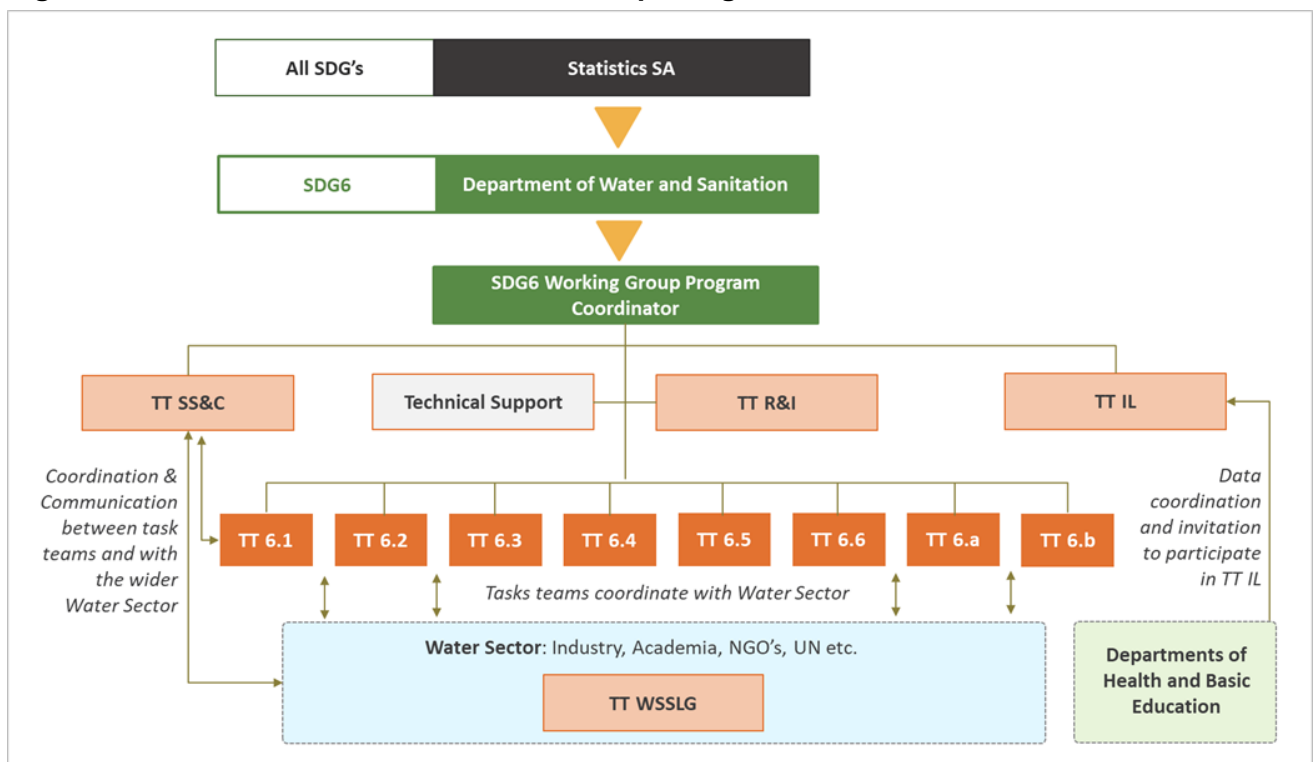 All SDG's
Statistics SA
SDG6
Department of Water and Sanitation
SDG6 Working Group Program
Coordinator
TT SS&C
Technical Support
TT R&I
TT IL
Coordination &
Communication
between task
teams and with
the wider
Water Sector
Data
coordination
and invitation
to participate
in TT IL
TT 6.1
TT 6.2
TT 6.3
TT 6.4
TT 6.5
TT 6.6
TT 6.a
TT 6.b
Tasks teams coordinate with Water Sector
Water Sector: Industry, Academia, NGO's, UN etc.
TT WSSLG
Departments of
Health and Basic
Education